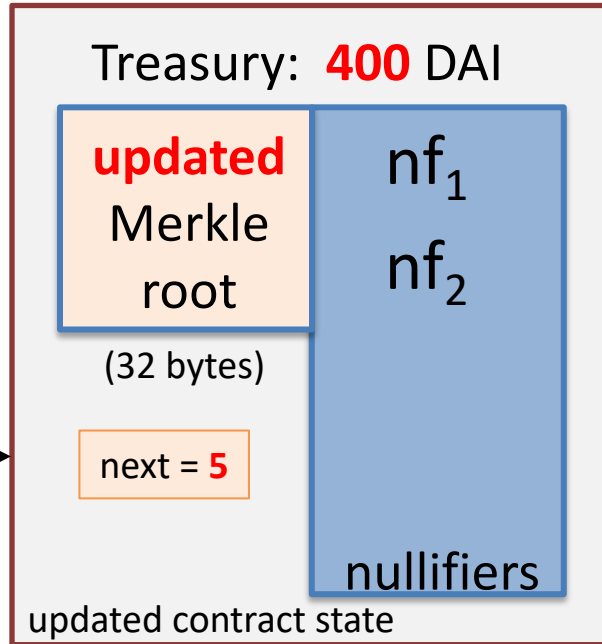 Treasury: 400 DAI
updated
Merkle
root
(32 bytes)
next = 5
nf₁
nf₂
nullifiers
updated contract state